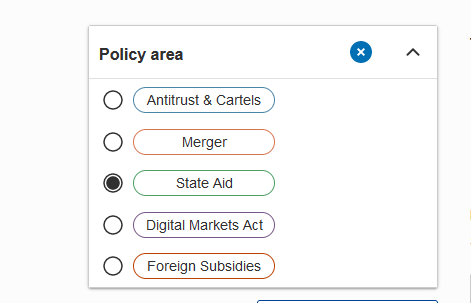 Policy area
Antitrust & Cartels
Merger
State Aid
Digital Markets Act
Foreign Subsidies